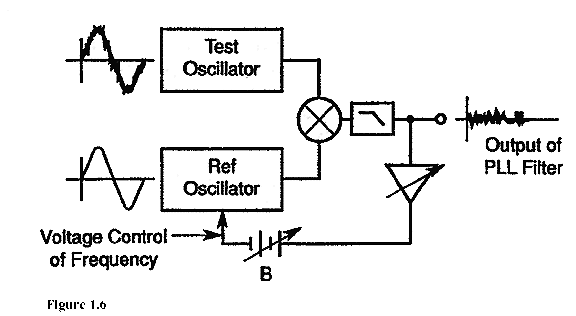 Test
Oscillator
Ref
Oscillator
Output of
PLL Filter
Voltage Control
of Frequency
B
Figure 1.6